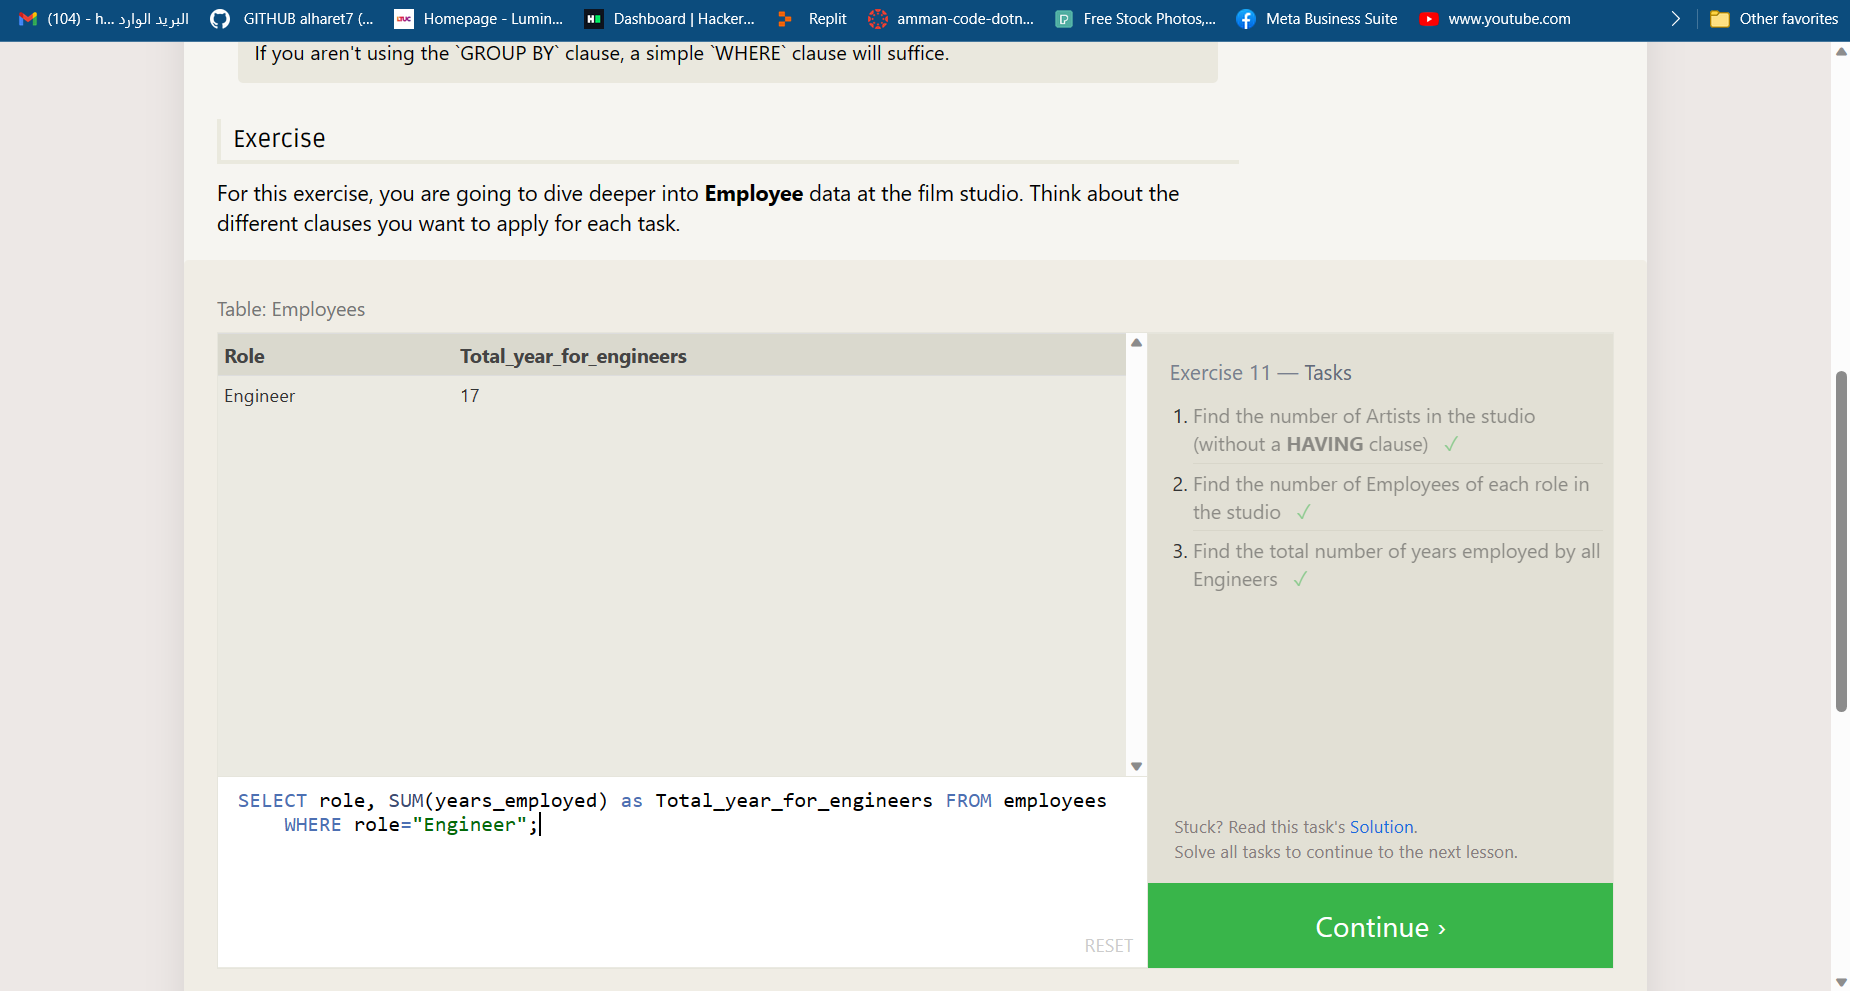 (104) - h... البريد الوارد
GITHUB alharet7 (...
LTUC
Homepage - Lumin...
H
Dashboard | Hacker...
Replit
amman-code-dotn...
Free Stock Photos,...
Meta Business Suite
www.youtube.com
Other favorites
If you aren't using the `GROUP BY` clause, a simple `WHERE` clause will suffice.
Exercise
For this exercise, you are going to dive deeper into Employee data at the film studio. Think about the
different clauses you want to apply for each task.
Table: Employees
Role Total_year_for_engineers
Engineer 17
Exercise 11 — Tasks
1. Find the number of Artists in the studio
(without a HAVING clause) ✓
2. Find the number of Employees of each role in
the studio ✓
3. Find the total number of years employed by all
Engineers ✓
SELECT role, SUM(years_employed) as Total_year_for_engineers FROM employees
WHERE role="Engineer";
RESET
Stuck? Read this task's Solution.
Solve all tasks to continue to the next lesson.
Continue ›